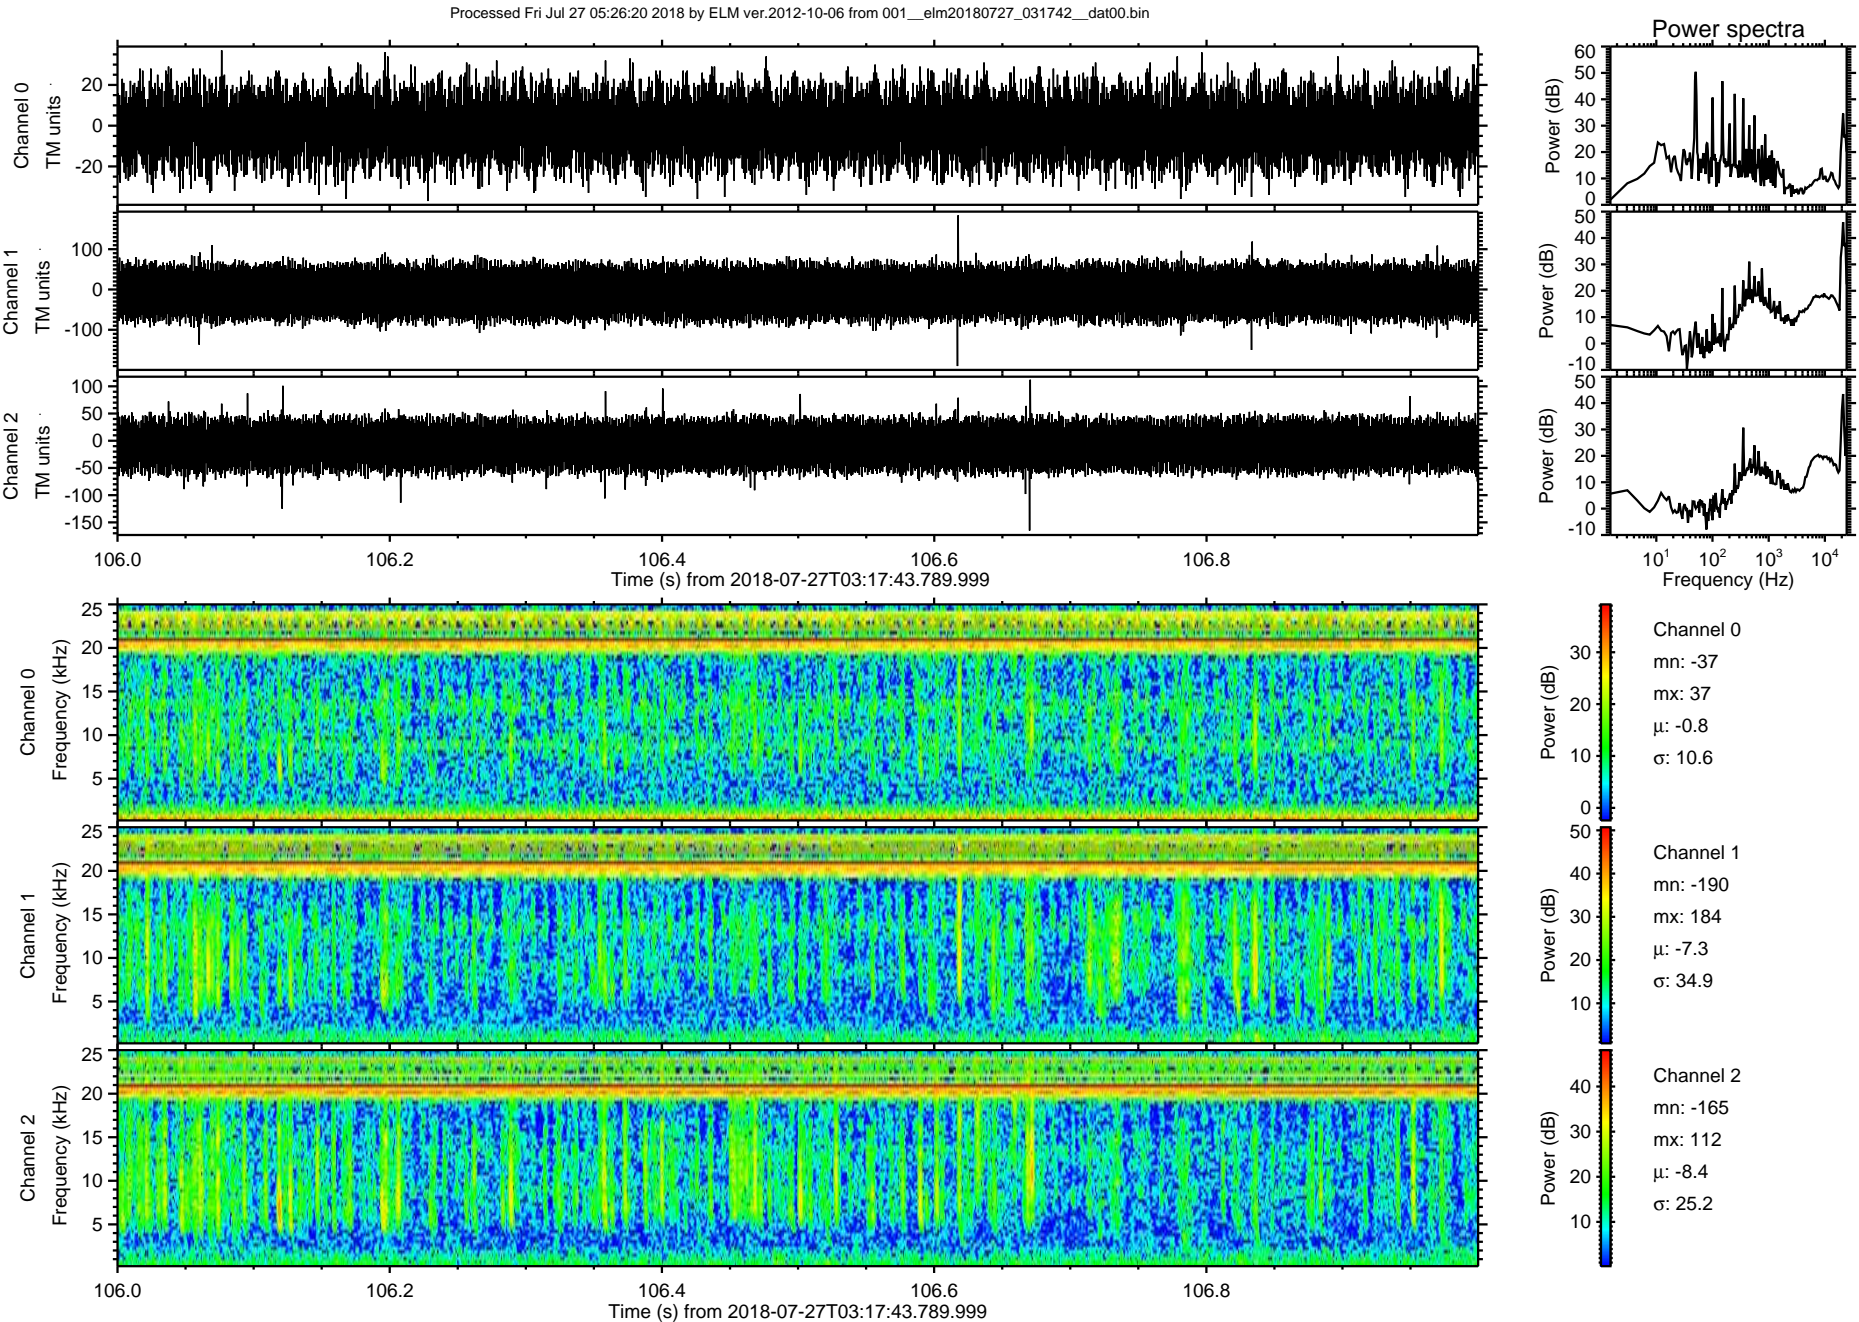 Processed Fri Jul 27 05:26:20 2018 by ELM ver.2012-10-06 from 001__elm20180727_031742__dat00.bin
Power spectra
Channel 0
TM units
20
0
-20
Power (dB)
60
50
40
30
20
10
0
Channel 1
TM units
100
0
-100
Power (dB)
50
40
30
20
10
0
-10
Channel 2
TM units
100
50
0
-50
-100
-150
Power (dB)
50
40
30
20
10
0
-10
106.0 106.2 106.4 106.6 106.8
Time (s) from 2018-07-27T03:17:43.789.999
10^1 10^2 10^3 10^4
Frequency (Hz)
Channel 0
Frequency (kHz)
25
20
15
10
5
Power (dB)
30
20
10
0
Channel 0
mn: -37
mx: 37
μ: -0.8
σ: 10.6
Channel 1
Frequency (kHz)
25
20
15
10
5
Power (dB)
50
40
30
20
10
Channel 1
mn: -190
mx: 184
μ: -7.3
σ: 34.9
Channel 2
Frequency (kHz)
25
20
15
10
5
Power (dB)
40
30
20
10
Channel 2
mn: -165
mx: 112
μ: -8.4
σ: 25.2
106.0 106.2 106.4 106.6 106.8
Time (s) from 2018-07-27T03:17:43.789.999